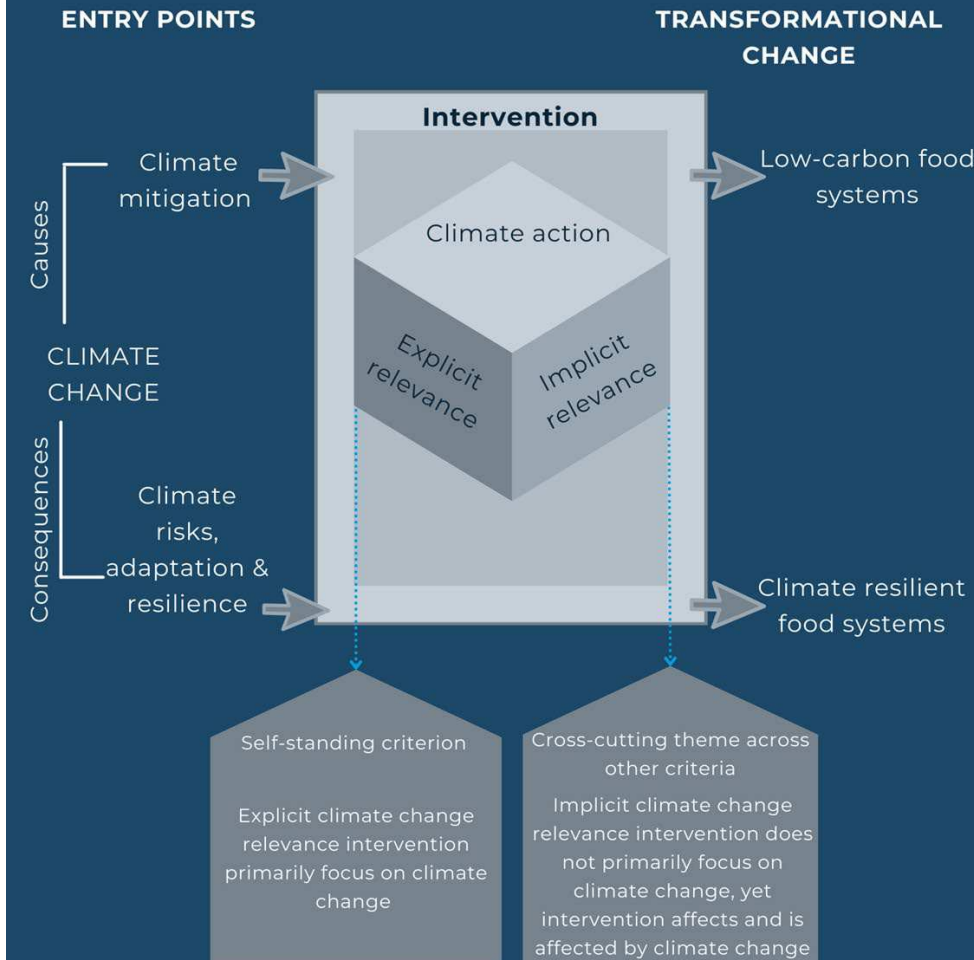 ENTRY POINTS
TRANSFORMATIONAL
CHANGE
Intervention
Climate
mitigation
Low-carbon food
systems
Causes
Climate action
Explicit
relevance
Implicit
relevance
CLIMATE
CHANGE
Consequences
Climate
risks,
adaptation &
resilience
Climate resilient
food systems
Self-standing criterion
Explicit climate change
relevance intervention
primarily focus on climate
change
Cross-cutting theme across
other criteria
Implicit climate change
relevance intervention does
not primarily focus on
climate change, yet
intervention affects and is
affected by climate change